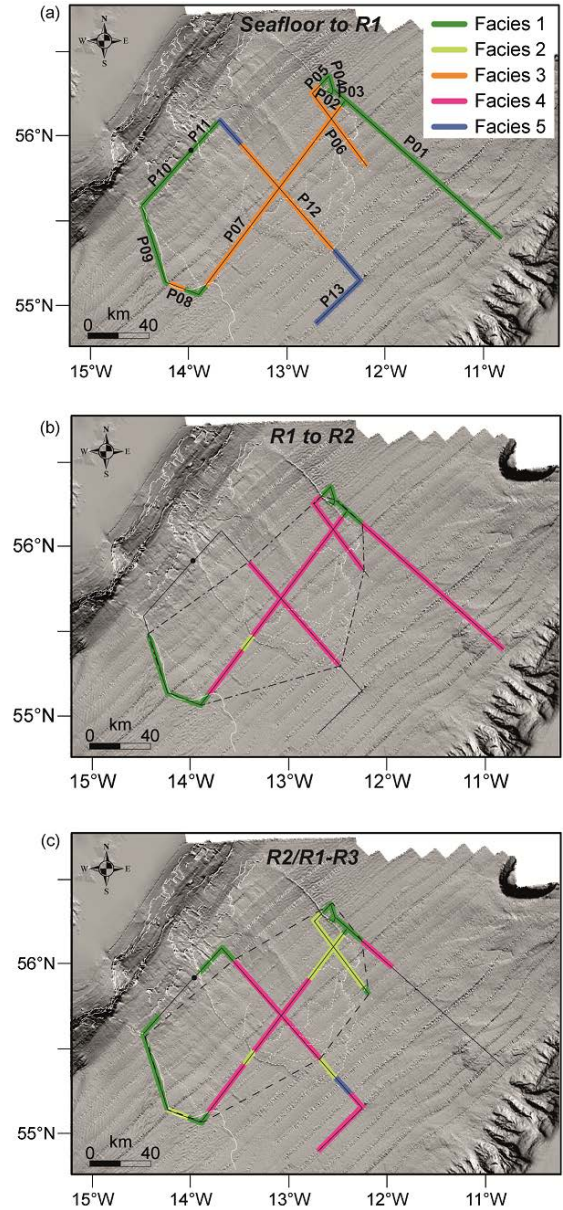 (a)
Seafloor to R1
N
W E
S
Facies 1
Facies 2
Facies 3
Facies 4
Facies 5
P05
P04
P03
P02
P06
P01
P11
P10
P09
P08
P07
P12
P13
56°N
55°N
km
0 40
15°W 14°W 13°W 12°W 11°W
(b)
R1 to R2
N
W E
S
56°N
55°N
km
0 40
15°W 14°W 13°W 12°W 11°W
(c)
R2/R1-R3
N
W E
S
56°N
55°N
km
0 40
15°W 14°W 13°W 12°W 11°W